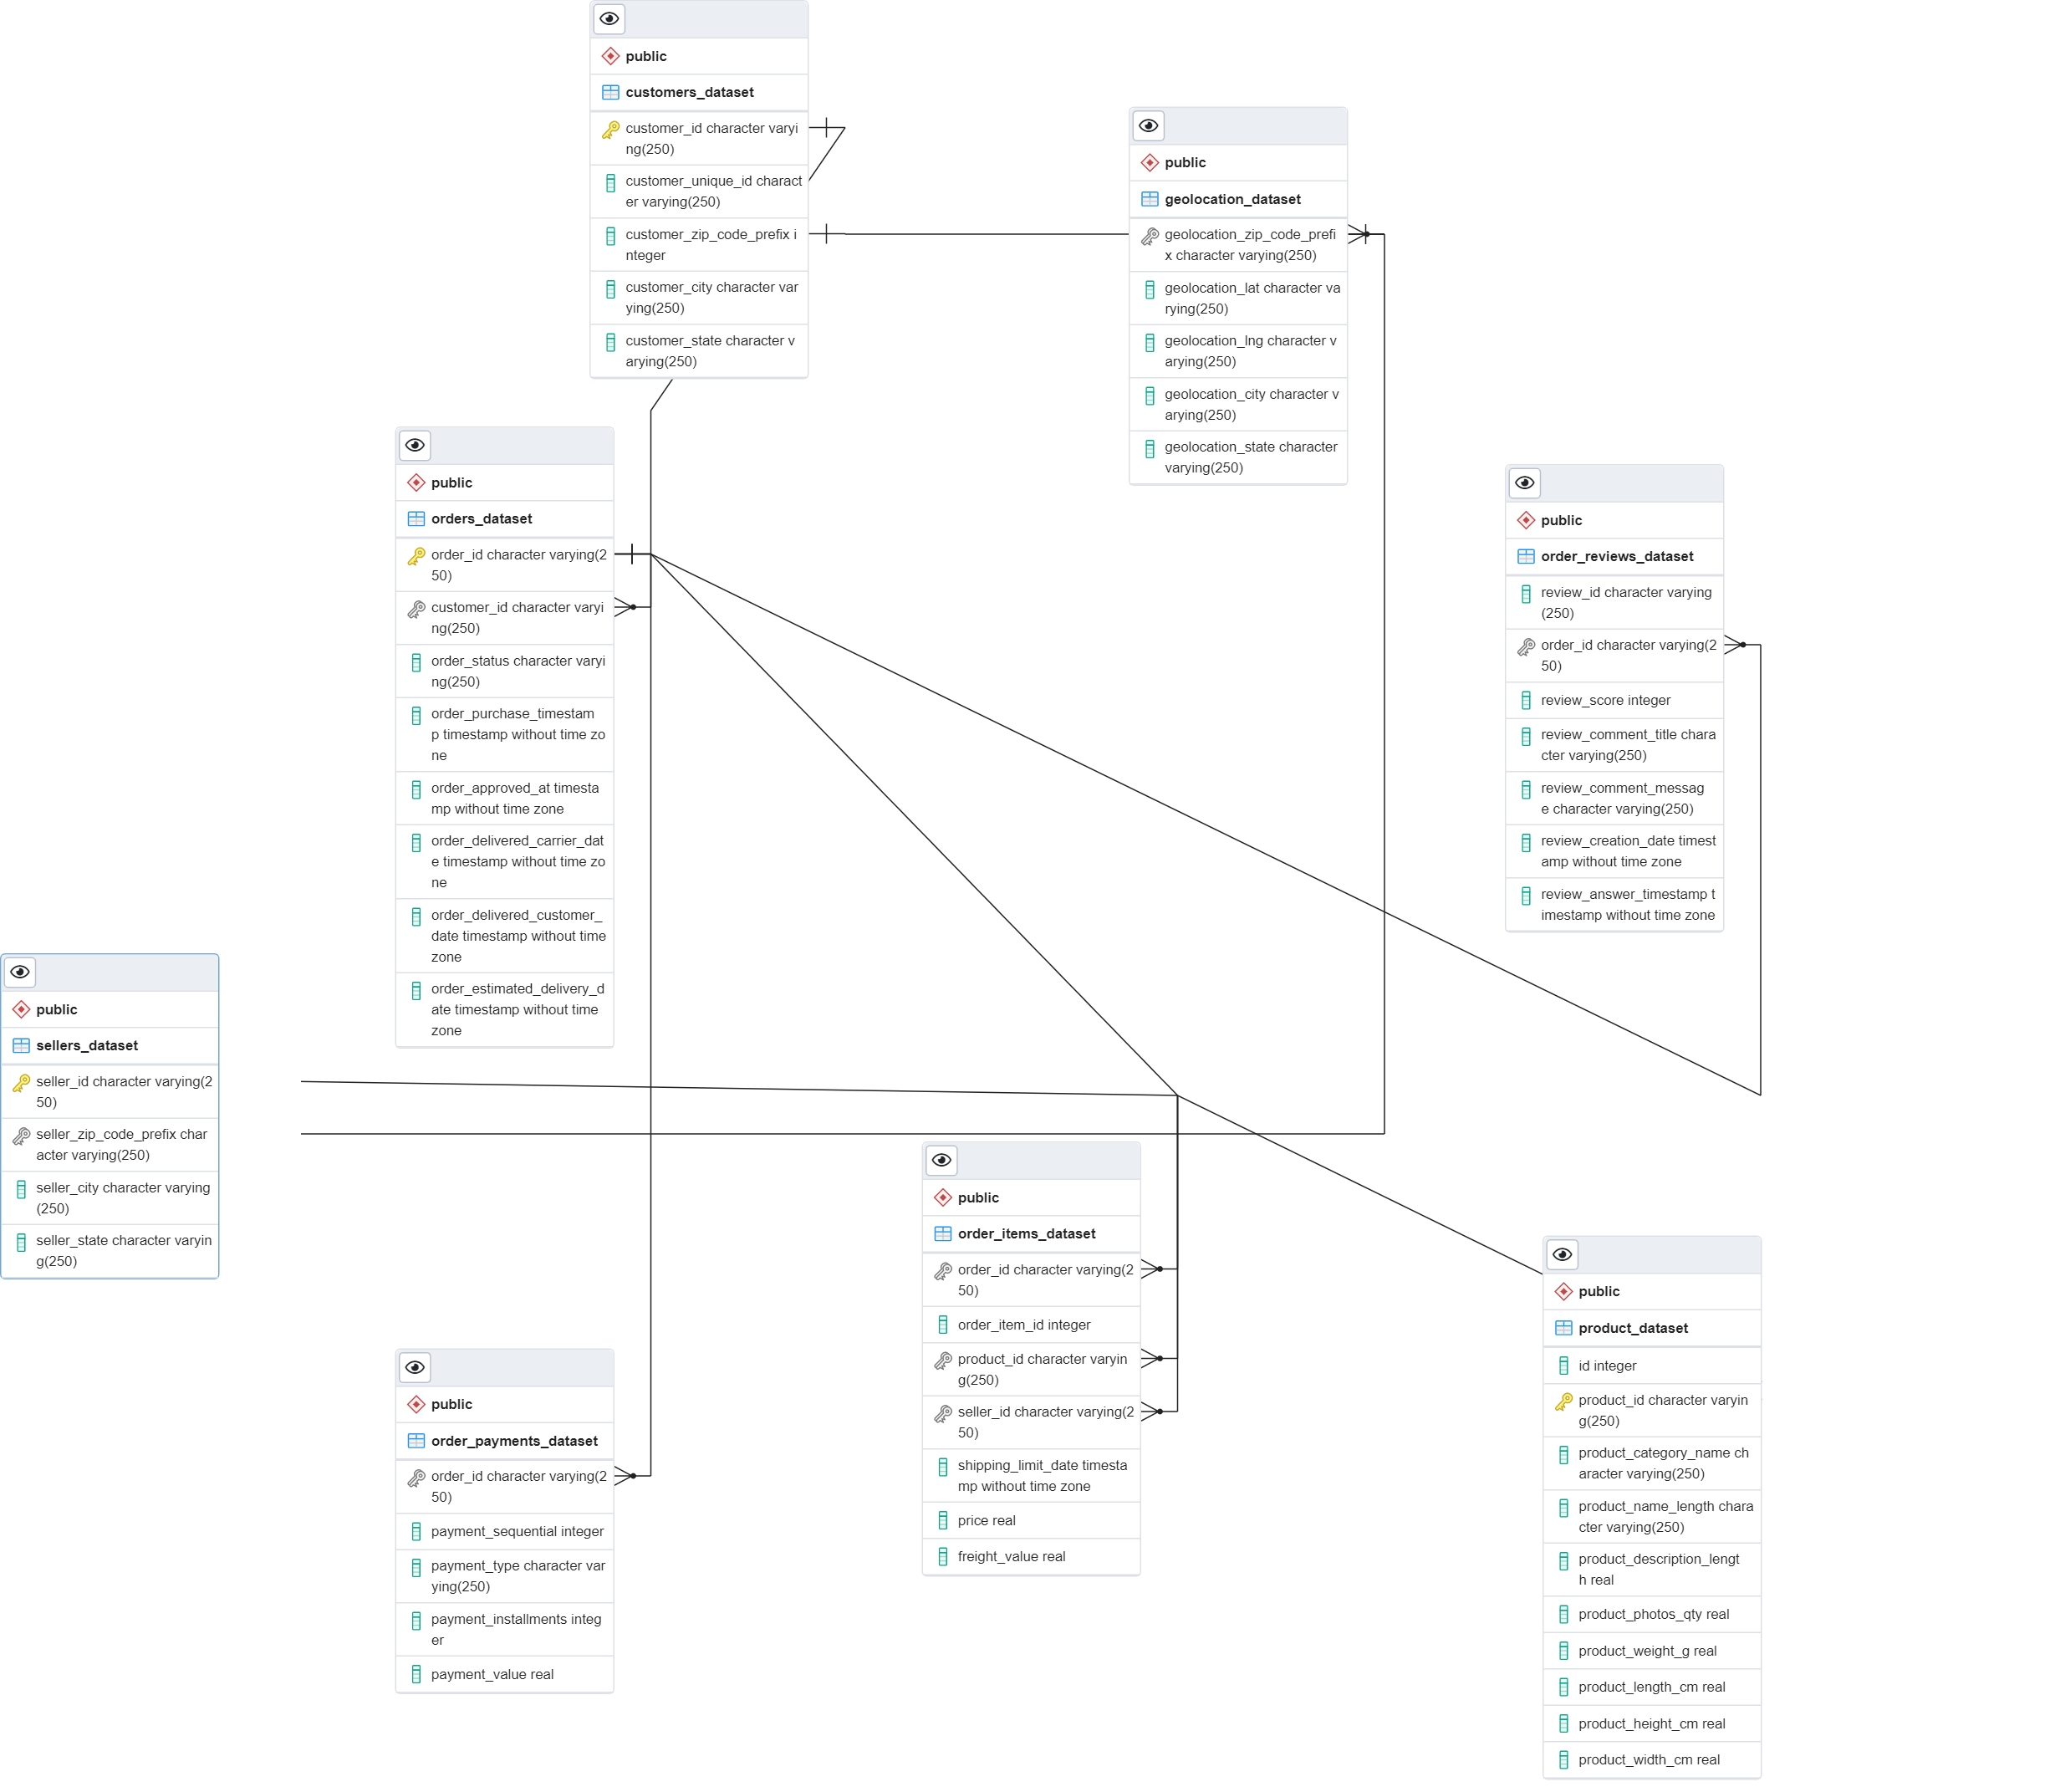 public
customers_dataset
customer_id character varyi
ng(250)
customer_unique_id charact
er varying(250)
customer_zip_code_prefix i
nteger
customer_city character var
ying(250)
customer_state character v
arying(250)
public
geolocation_dataset
geolocation_zip_code_prefi
x character varying(250)
geolocation_lat character va
rying(250)
geolocation_lng character v
arying(250)
geolocation_city character v
arying(250)
geolocation_state character
varying(250)
public
orders_dataset
order_id character varying(2
50)
customer_id character varyi
ng(250)
order_status character varyi
ng(250)
order_purchase_timestam
p timestamp without time zo
ne
order_approved_at timesta
mp without time zone
order_delivered_carrier_dat
e timestamp without time zo
ne
order_delivered_customer_
date timestamp without time
zone
order_estimated_delivery_d
ate timestamp without time
zone
public
order_reviews_dataset
review_id character varying
(250)
order_id character varying(2
50)
review_score integer
review_comment_title chara
cter varying(250)
review_comment_messag
e character varying(250)
review_creation_date timest
amp without time zone
review_answer_timestamp t
imestamp without time zone
public
sellers_dataset
seller_id character varying(2
50)
seller_zip_code_prefix char
acter varying(250)
seller_city character varying
(250)
seller_state character varyin
g(250)
public
order_items_dataset
order_id character varying(2
50)
order_item_id integer
product_id character varyin
g(250)
seller_id character varying(2
50)
shipping_limit_date timesta
mp without time zone
price real
freight_value real
public
order_payments_dataset
order_id character varying(2
50)
payment_sequential integer
payment_type character var
ying(250)
payment_installments integ
er
payment_value real
public
product_dataset
id integer
product_id character varyin
g(250)
product_category_name ch
aracter varying(250)
product_name_length chara
cter varying(250)
product_description_lengt
h real
product_photos_qty real
product_weight_g real
product_length_cm real
product_height_cm real
product_width_cm real